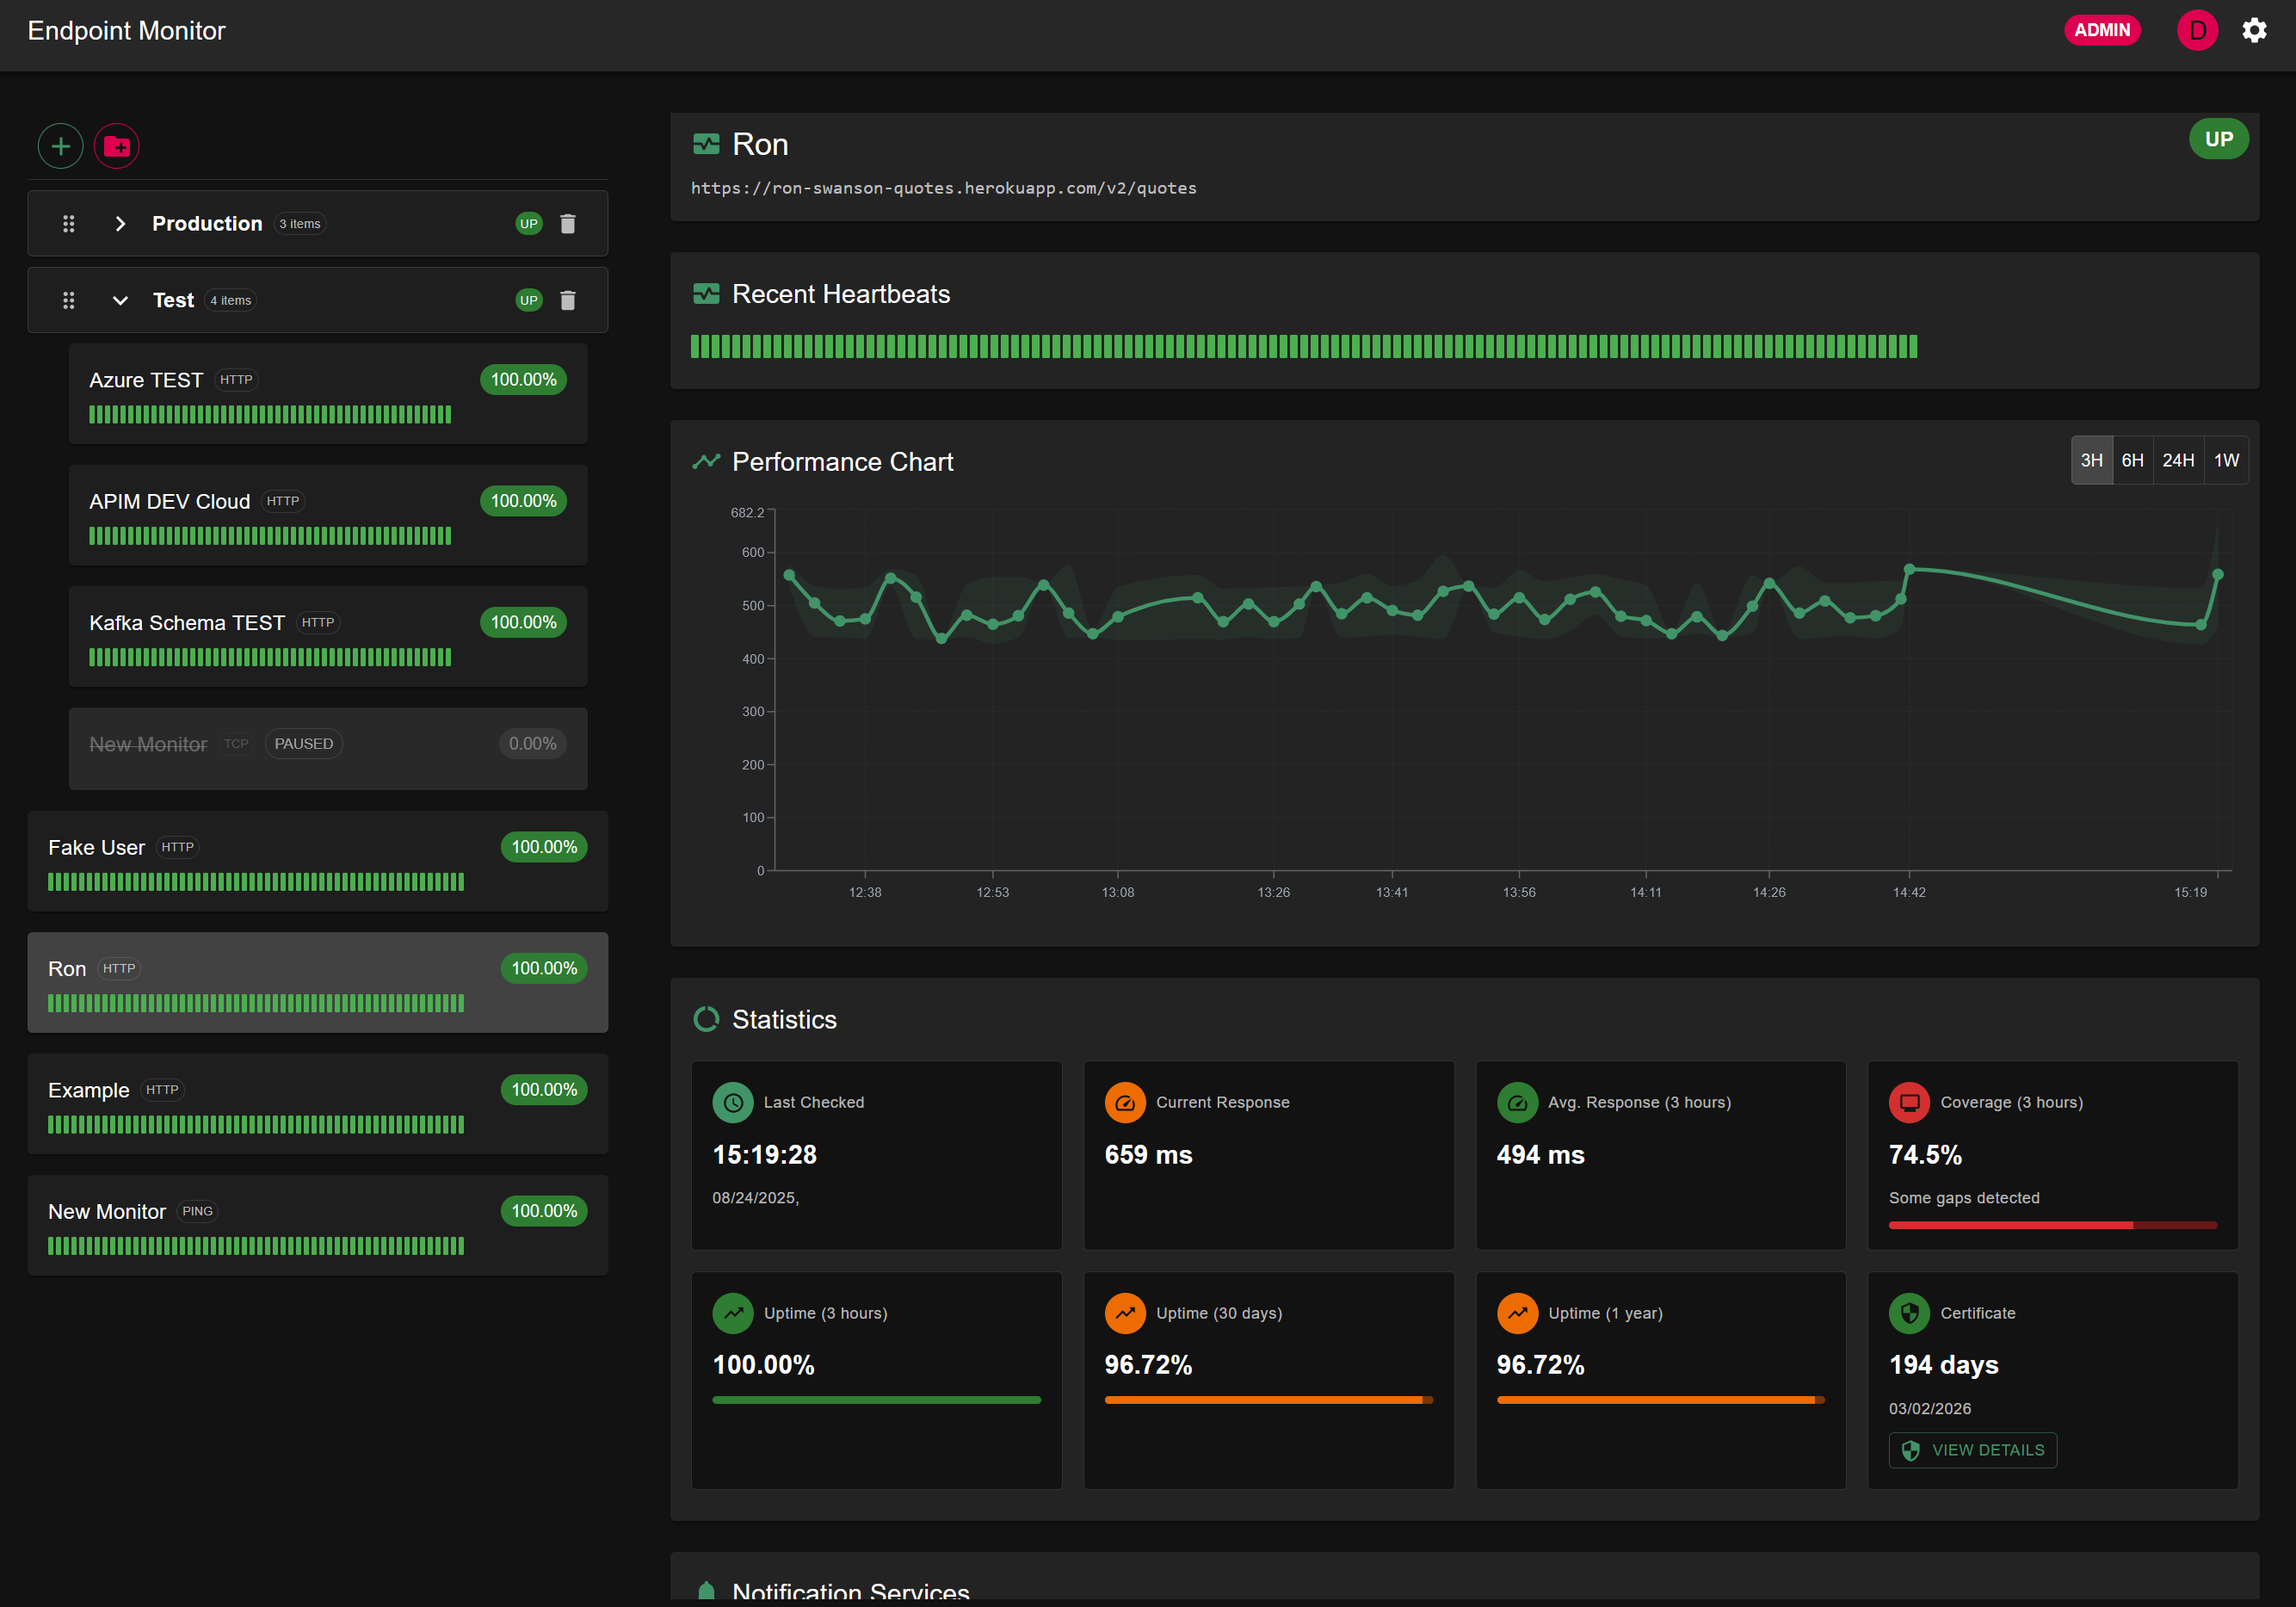 Endpoint Monitor
ADMIN
D
Production 3 items UP
Test 4 items UP
Azure TEST HTTP 100.00%
APIM DEV Cloud HTTP 100.00%
Kafka Schema TEST HTTP 100.00%
New Monitor TCP PAUSED 0.00%
Fake User HTTP 100.00%
Ron HTTP 100.00%
Example HTTP 100.00%
New Monitor PING 100.00%
Ron UP
https://ron-swanson-quotes.herokuapp.com/v2/quotes
Recent Heartbeats
Performance Chart
3H 6H 24H 1W
682.2
600
500
400
300
200
100
0
12:38 12:53 13:08 13:26 13:41 13:56 14:11 14:26 14:42 15:19
Statistics
Last Checked
15:19:28
08/24/2025,
Current Response
659 ms
Avg. Response (3 hours)
494 ms
Coverage (3 hours)
74.5%
Some gaps detected
Uptime (3 hours)
100.00%
Uptime (30 days)
96.72%
Uptime (1 year)
96.72%
Certificate
194 days
03/02/2026
VIEW DETAILS
Notification Services